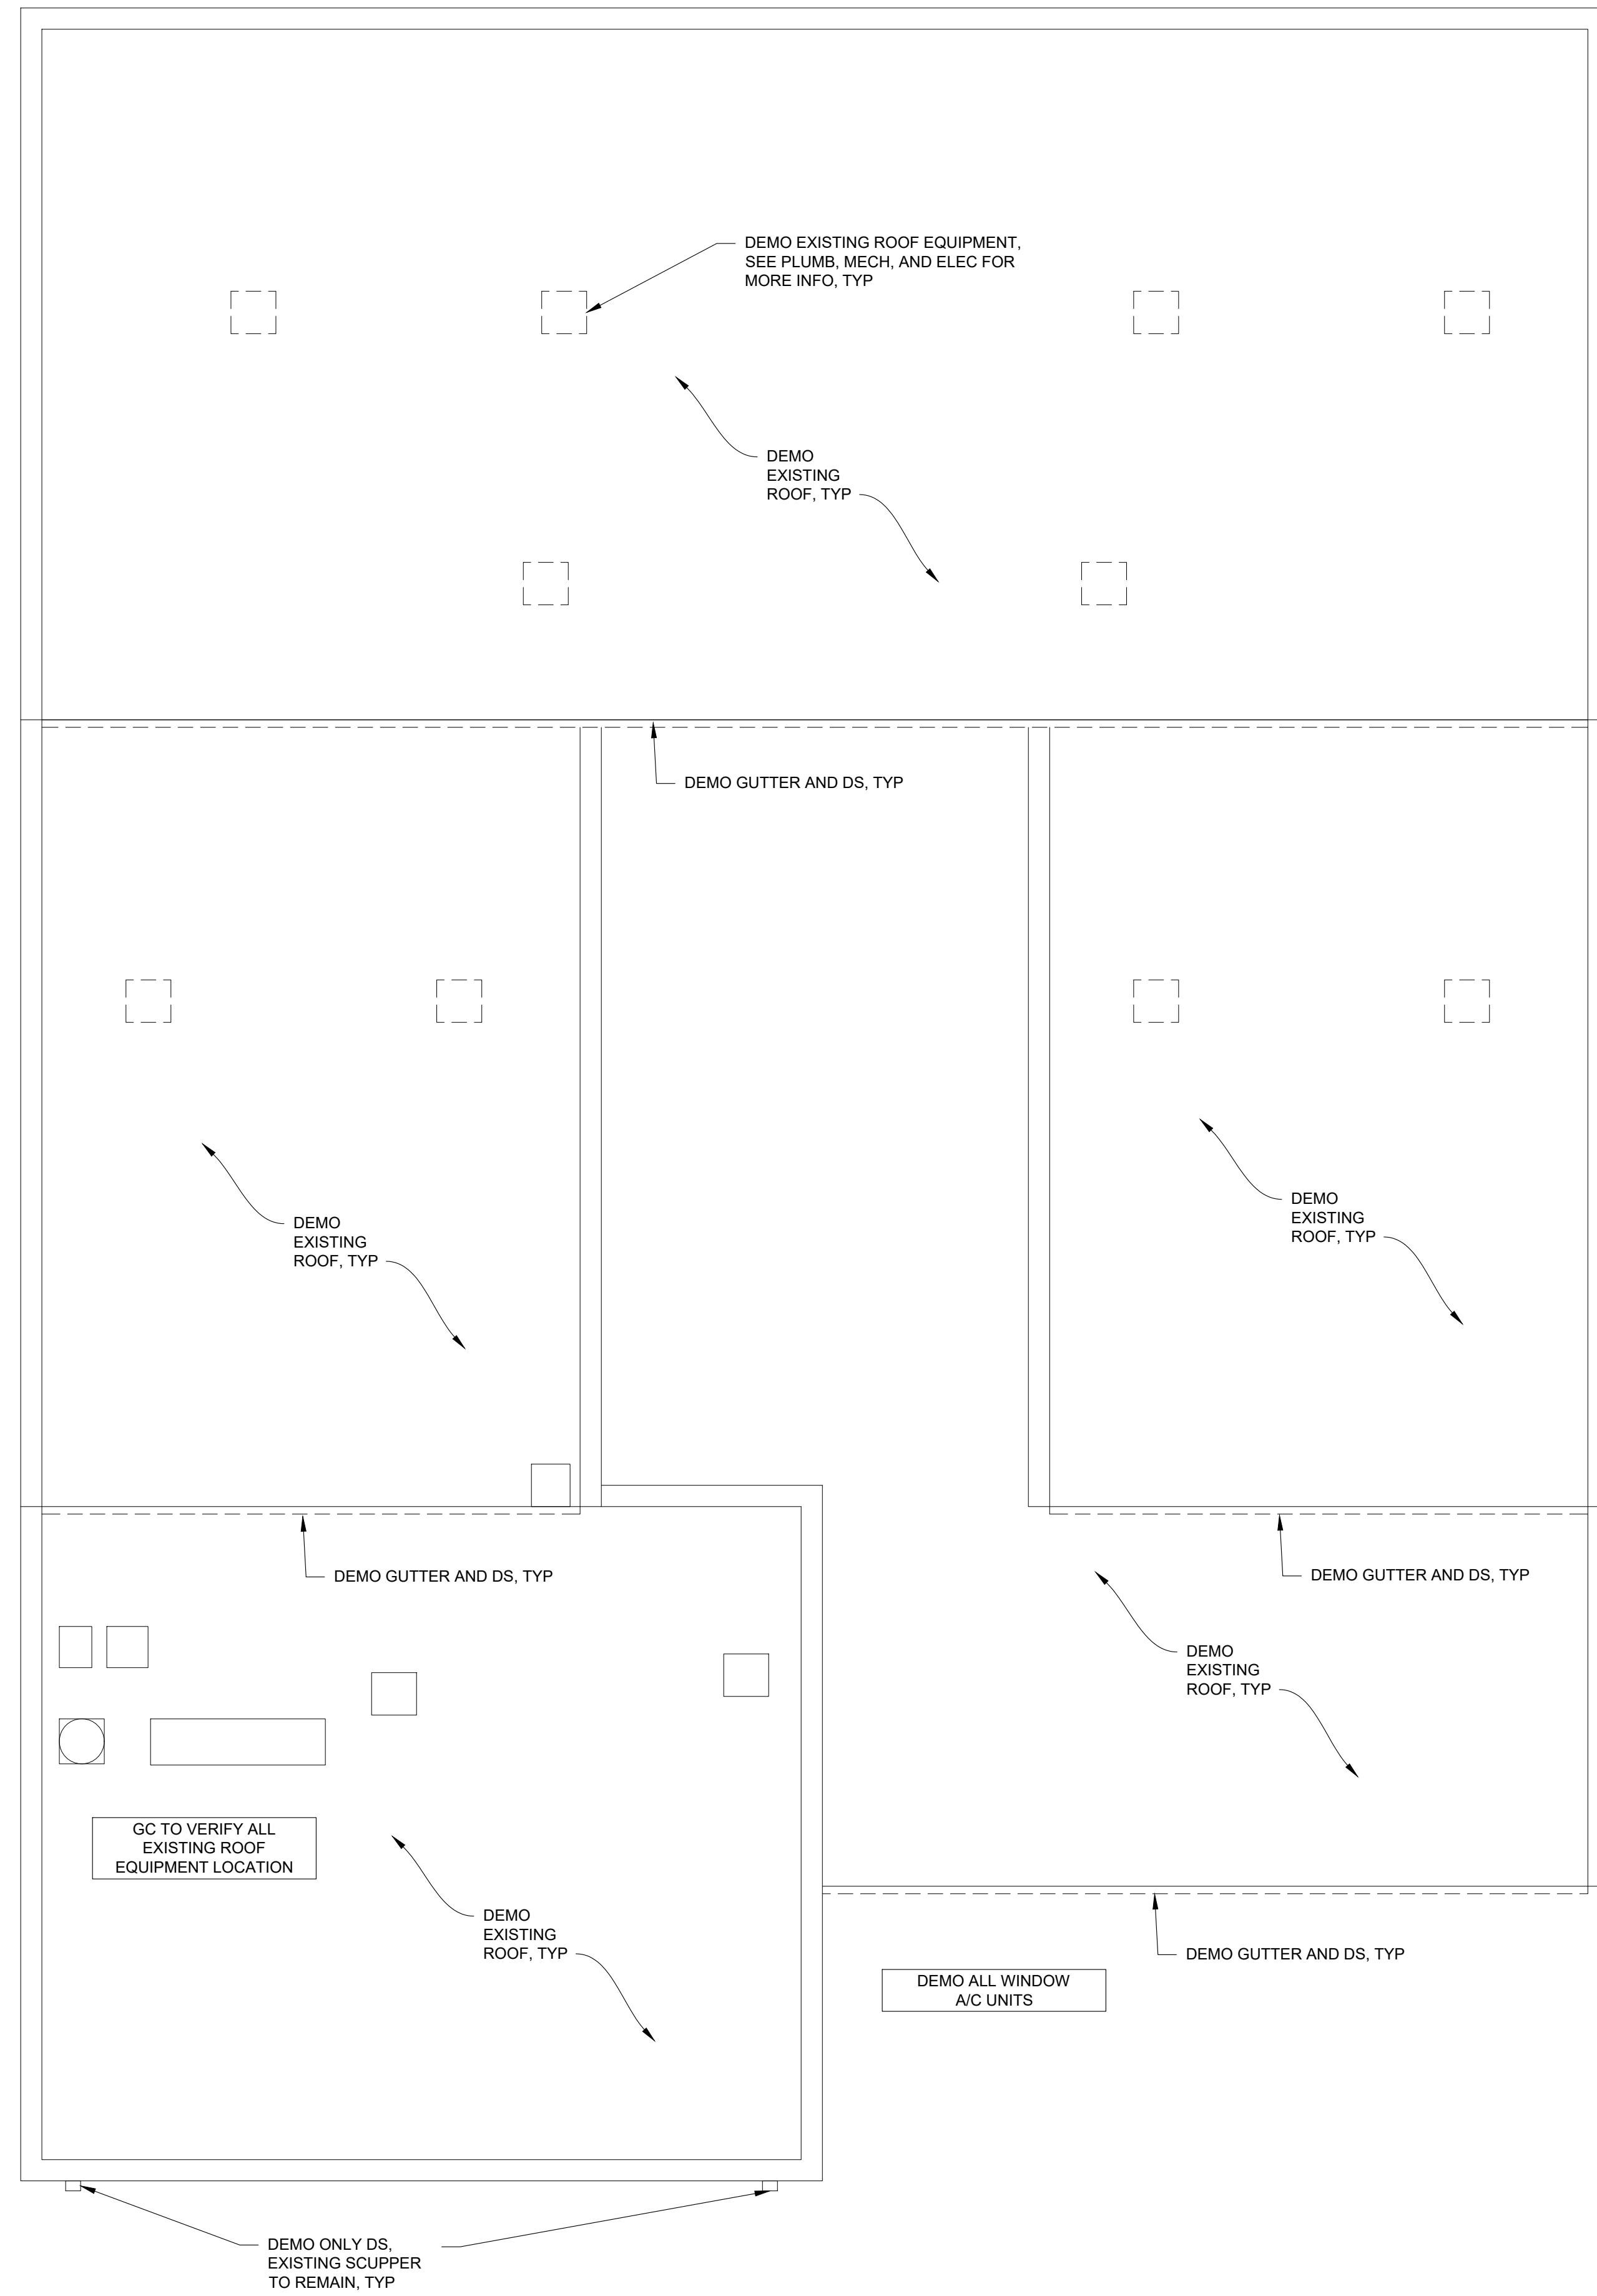 DEMO EXISTING ROOF EQUIPMENT,
SEE PLUMB, MECH, AND ELEC FOR
MORE INFO, TYP
DEMO
EXISTING
ROOF, TYP
DEMO GUTTER AND DS, TYP
DEMO
EXISTING
ROOF, TYP
DEMO
EXISTING
ROOF, TYP
DEMO GUTTER AND DS, TYP
DEMO GUTTER AND DS, TYP
DEMO
EXISTING
ROOF, TYP
GC TO VERIFY ALL
EXISTING ROOF
EQUIPMENT LOCATION
DEMO
EXISTING
ROOF, TYP
DEMO GUTTER AND DS, TYP
DEMO ALL WINDOW
A/C UNITS
DEMO ONLY DS,
EXISTING SCUPPER
TO REMAIN, TYP